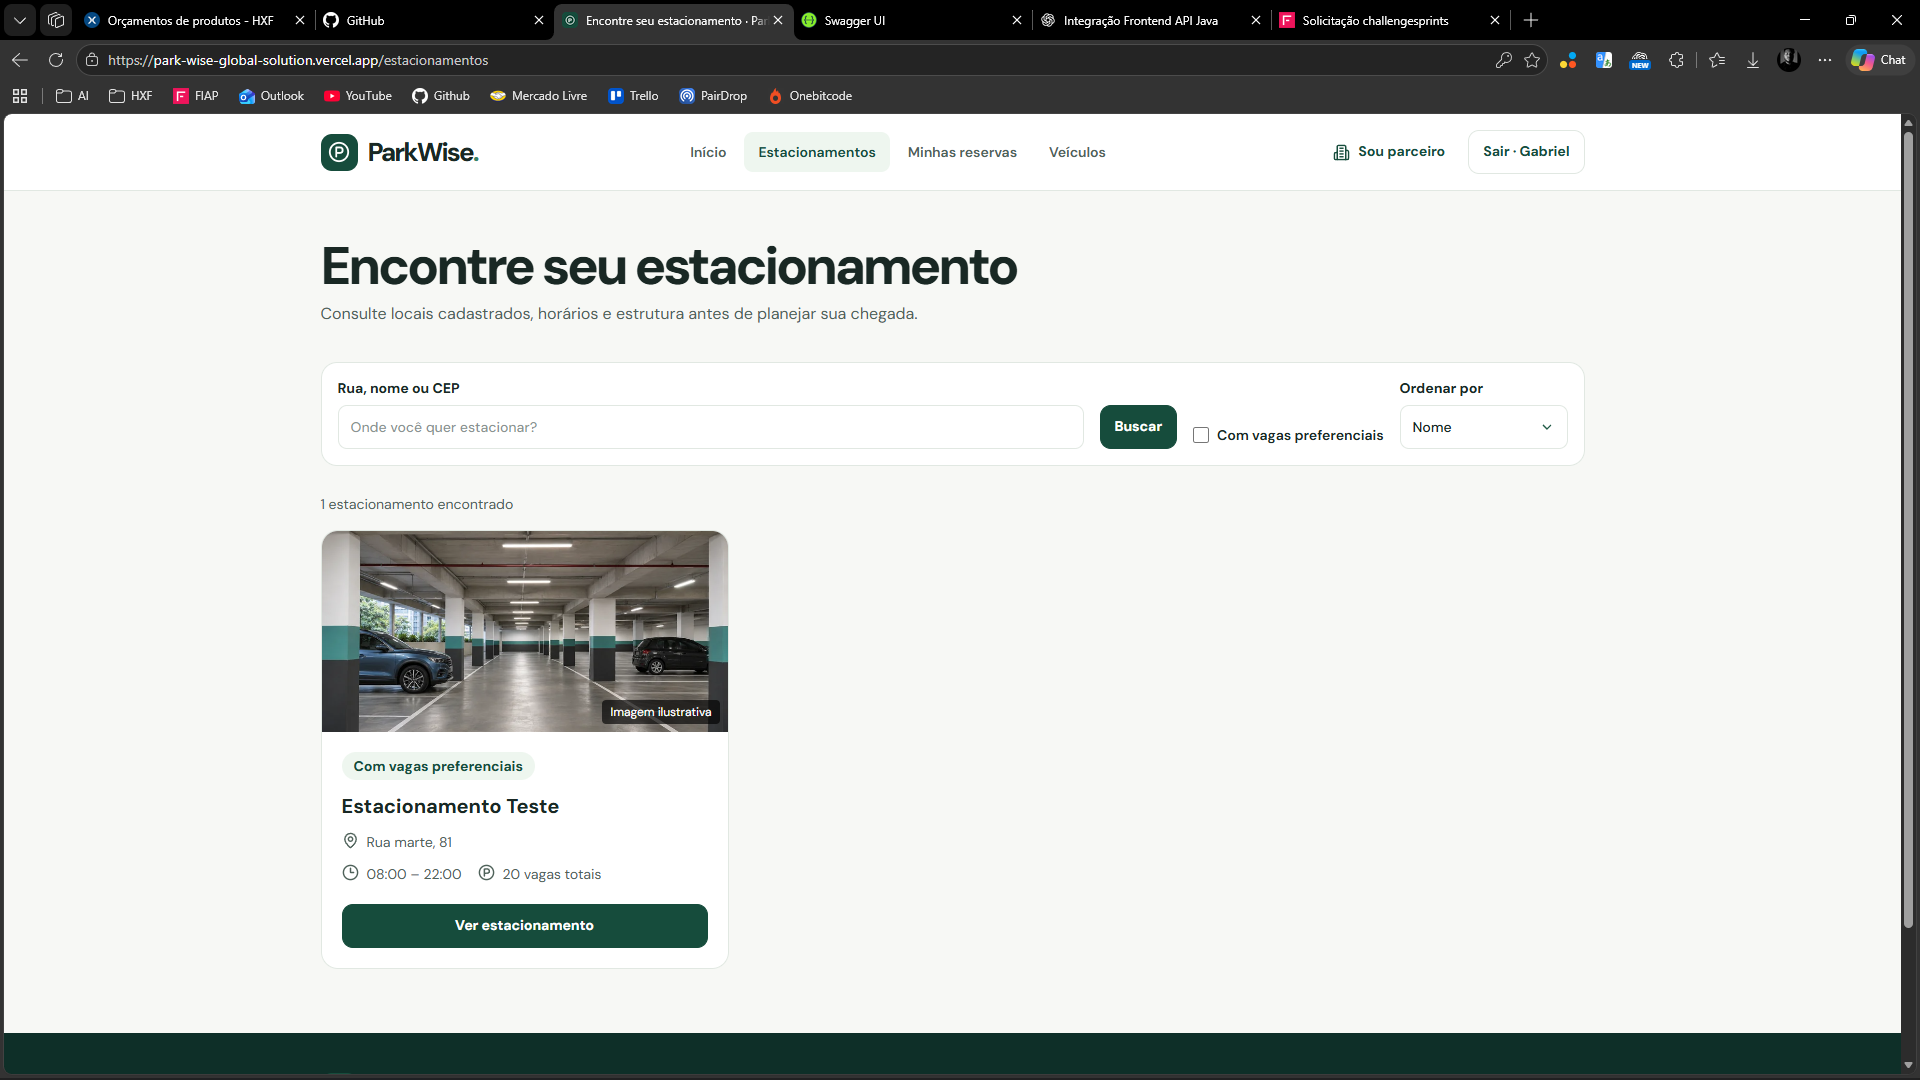 Orçamentos de produtos - HXF
GitHub
Encontre seu estacionamento · Par
Swagger UI
Integração Frontend API Java
Solicitação challengesprints
https://park-wise-global-solution.vercel.app/estacionamentos
NEW
Chat
AI
HXF
FIAP
Outlook
YouTube
Github
Mercado Livre
Trello
PairDrop
Onebitcode
ParkWise.
Início
Estacionamentos
Minhas reservas
Veículos
Sou parceiro
Sair · Gabriel
Encontre seu estacionamento
Consulte locais cadastrados, horários e estrutura antes de planejar sua chegada.
Rua, nome ou CEP
Onde você quer estacionar?
Buscar
Com vagas preferenciais
Ordenar por
Nome
1 estacionamento encontrado
Imagem ilustrativa
Com vagas preferenciais
Estacionamento Teste
Rua marte, 81
08:00 – 22:00
20 vagas totais
Ver estacionamento